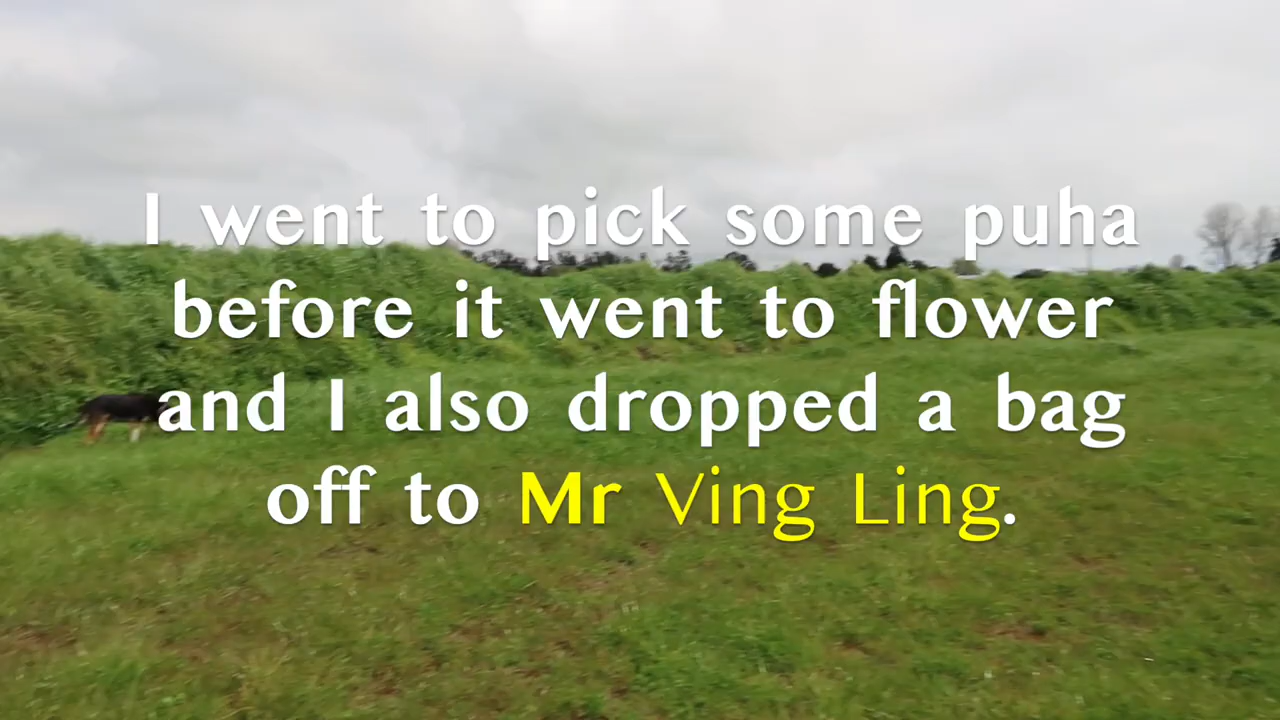 I went to pick some puha
before it went to flower
and I also dropped a bag
off to Mr Ving Ling.